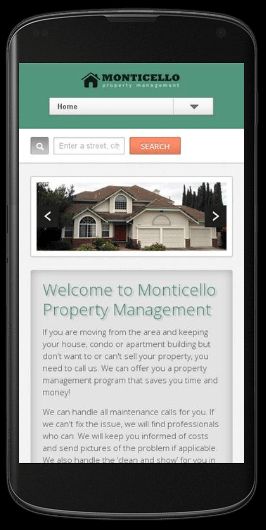 MONTICELLO
property management
Home
Enter a street, cit
SEARCH
Welcome to Monticello
Property Management
If you are moving from the area and keeping
your house, condo or apartment building but
don't want to or can't sell your property, you
need to call us. We can offer you a property
management program that saves you time and
money!
We can handle all maintenance calls for you. If
we can't fix the issue, we will find professionals
who can. We will keep you informed of costs
and send pictures of the problem if applicable.
We also handle the 'clean and show' for you in